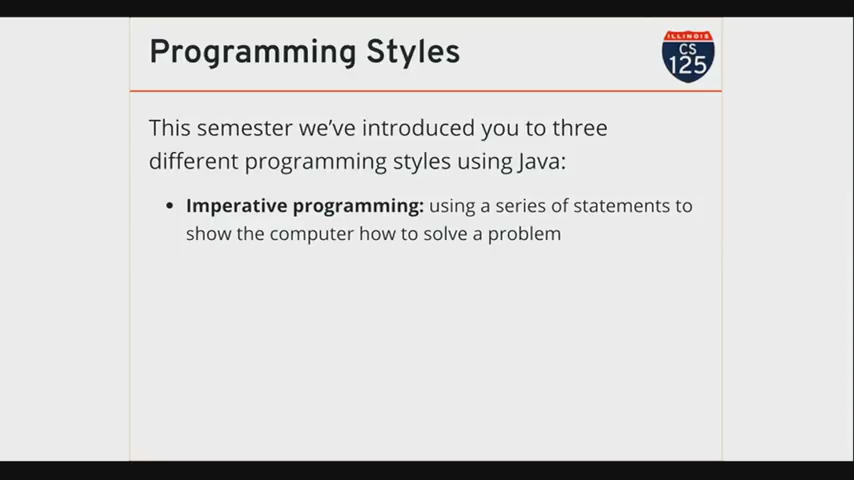 Programming Styles
ILLINOIS
CS
125
This semester we've introduced you to three
different programming styles using Java:
• Imperative programming: using a series of statements to
show the computer how to solve a problem